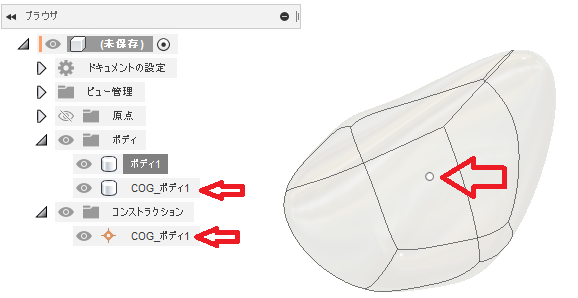 ブラウザ
(未保存)
ドキュメントの設定
ビュー管理
原点
ボディ
ボディ1
COG_ボディ1
コンストラクション
COG_ボディ1